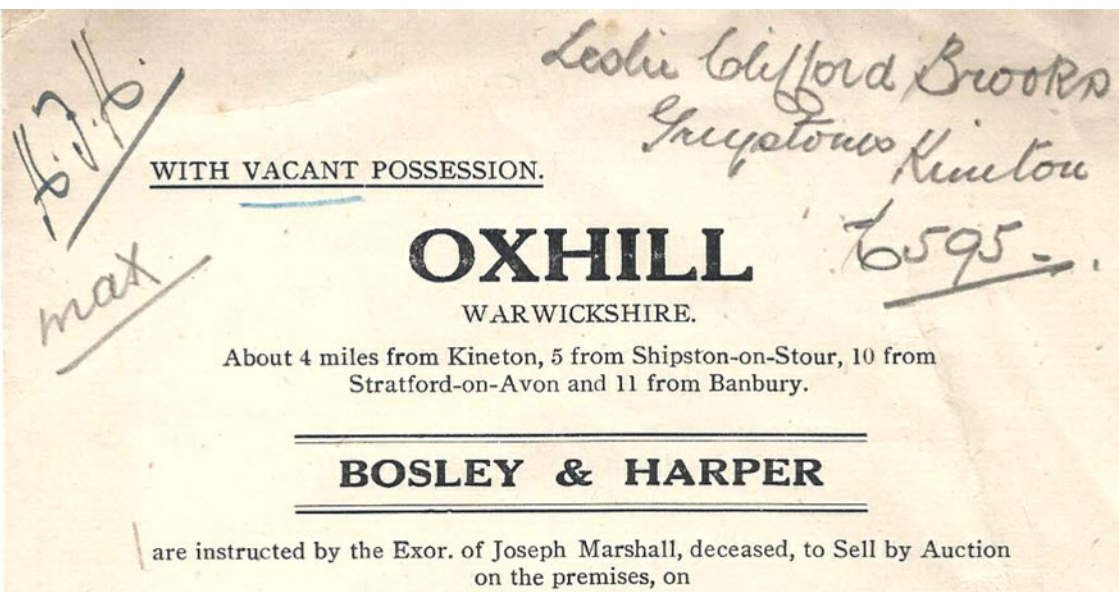 Leslie Clifford Brooks
Greystones Kineton
£595-.
A.J.H.
max
WITH VACANT POSSESSION.
OXHILL
WARWICKSHIRE.
About 4 miles from Kineton, 5 from Shipston-on-Stour, 10 from
Stratford-on-Avon and 11 from Banbury.
BOSLEY & HARPER
are instructed by the Exor. of Joseph Marshall, deceased, to Sell by Auction
on the premises, on